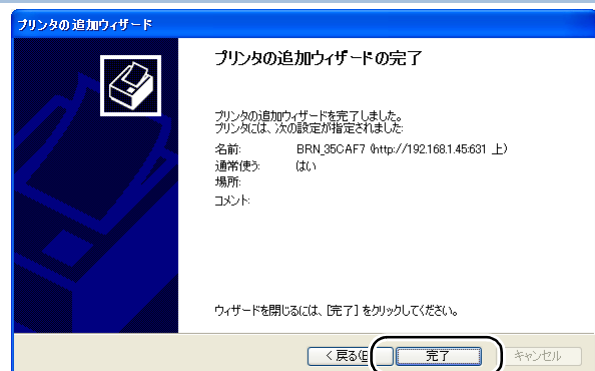 プリンタの追加ウィザード
プリンタの追加ウィザードの完了
プリンタの追加ウィザードを完了しました。
プリンタには、次の設定が指定されました:
名前: BRN_35CAF7 (http://192.168.1.45:631 上)
通常使う: はい
場所:
コメント:
ウィザードを閉じるには、[完了] をクリックしてください。
< 戻る(B) 完了 キャンセル